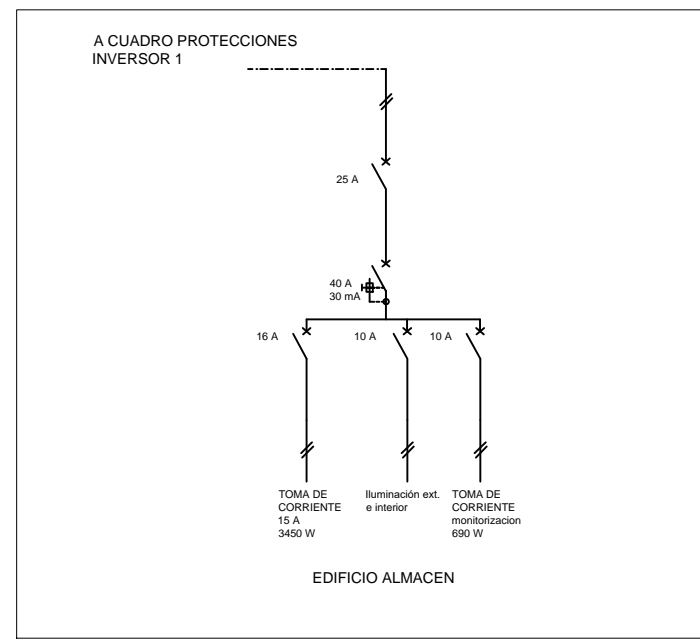 A CUADRO PROTECCIONES
INVERSOR 1
25 A
40 A
30 mA
16 A
10 A
10 A
TOMA DE
CORRIENTE
15 A
3450 W
Iluminación ext.
e interior
TOMA DE
CORRIENTE
monitorizacion
690 W
EDIFICIO ALMACEN